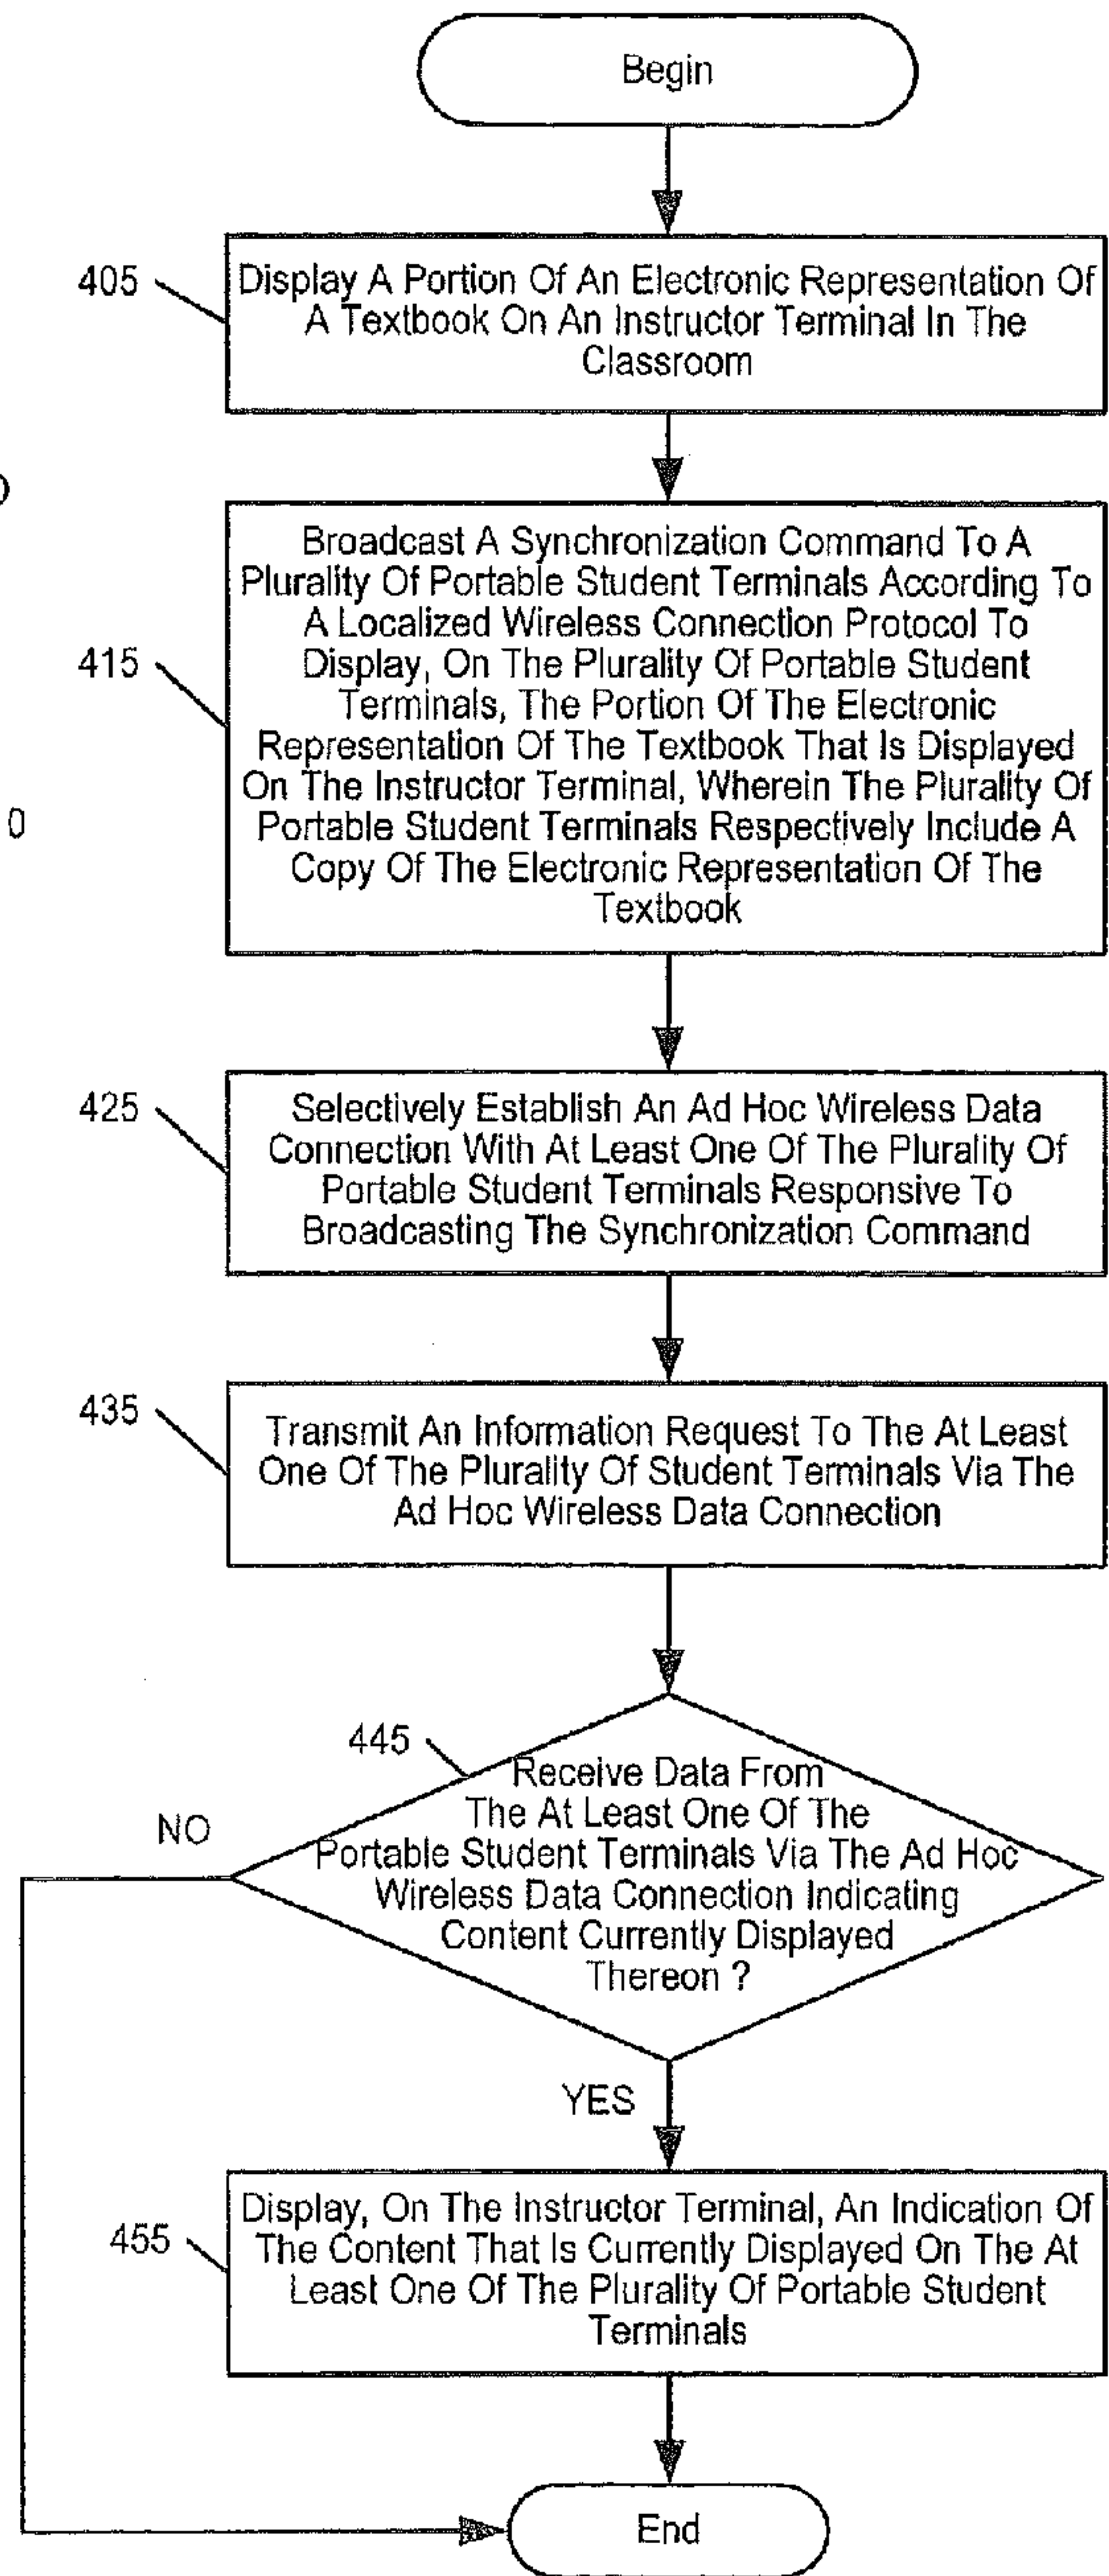 Begin
405
Display A Portion Of An Electronic Representation Of
A Textbook On An Instructor Terminal In The
Classroom
415
Broadcast A Synchronization Command To A
Plurality Of Portable Student Terminals According To
A Localized Wireless Connection Protocol To
Display, On The Plurality Of Portable Student
Terminals, The Portion Of The Electronic
Representation Of The Textbook That Is Displayed
On The Instructor Terminal, Wherein The Plurality Of
Portable Student Terminals Respectively Include A
Copy Of The Electronic Representation Of The
Textbook
0
425
Selectively Establish An Ad Hoc Wireless Data
Connection With At Least One Of The Plurality Of
Portable Student Terminals Responsive To
Broadcasting The Synchronization Command
435
Transmit An Information Request To The At Least
One Of The Plurality Of Student Terminals Via The
Ad Hoc Wireless Data Connection
445
Receive Data From
The At Least One Of The
Portable Student Terminals Via The Ad Hoc
Wireless Data Connection Indicating
Content Currently Displayed
Thereon ?
NO
YES
455
Display, On The Instructor Terminal, An Indication Of
The Content That Is Currently Displayed On The At
Least One Of The Plurality Of Portable Student
Terminals
End